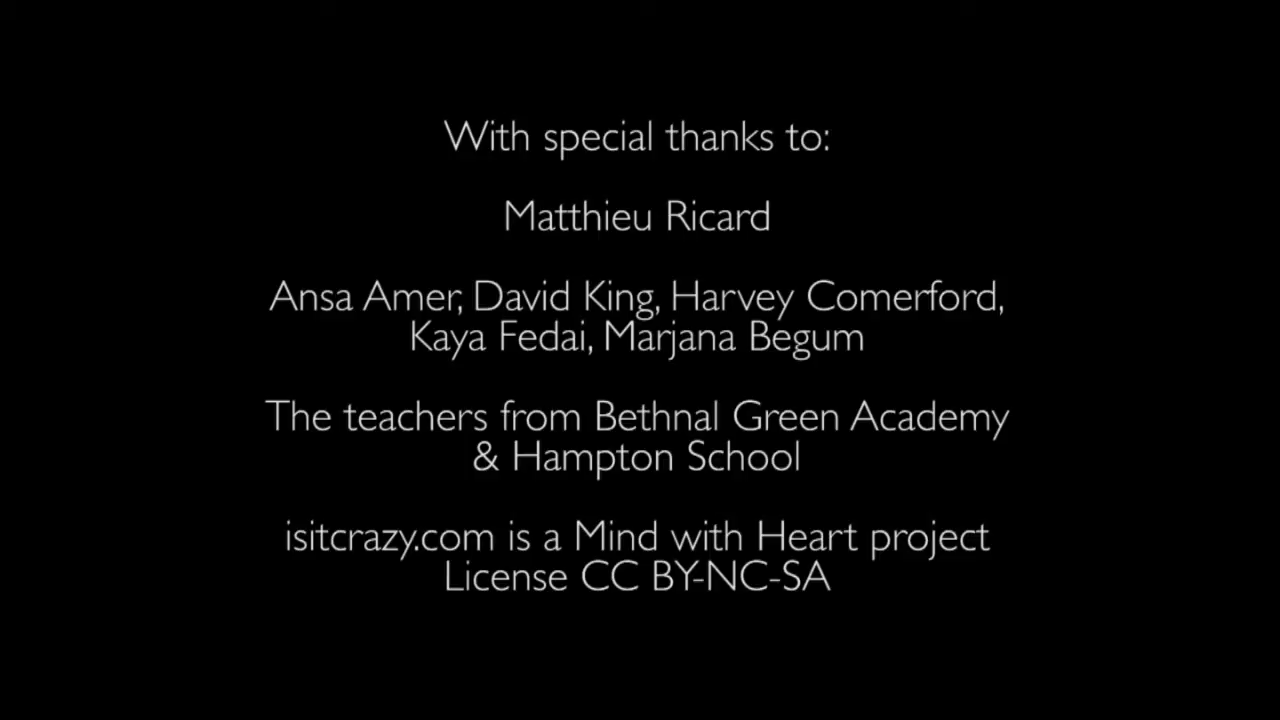 With special thanks to:
Matthieu Ricard
Ansa Amer, David King, Harvey Comerford,
Kaya Fedai, Marjana Begum
The teachers from Bethnal Green Academy
& Hampton School
isitcrazy.com is a Mind with Heart project
License CC BY-NC-SA